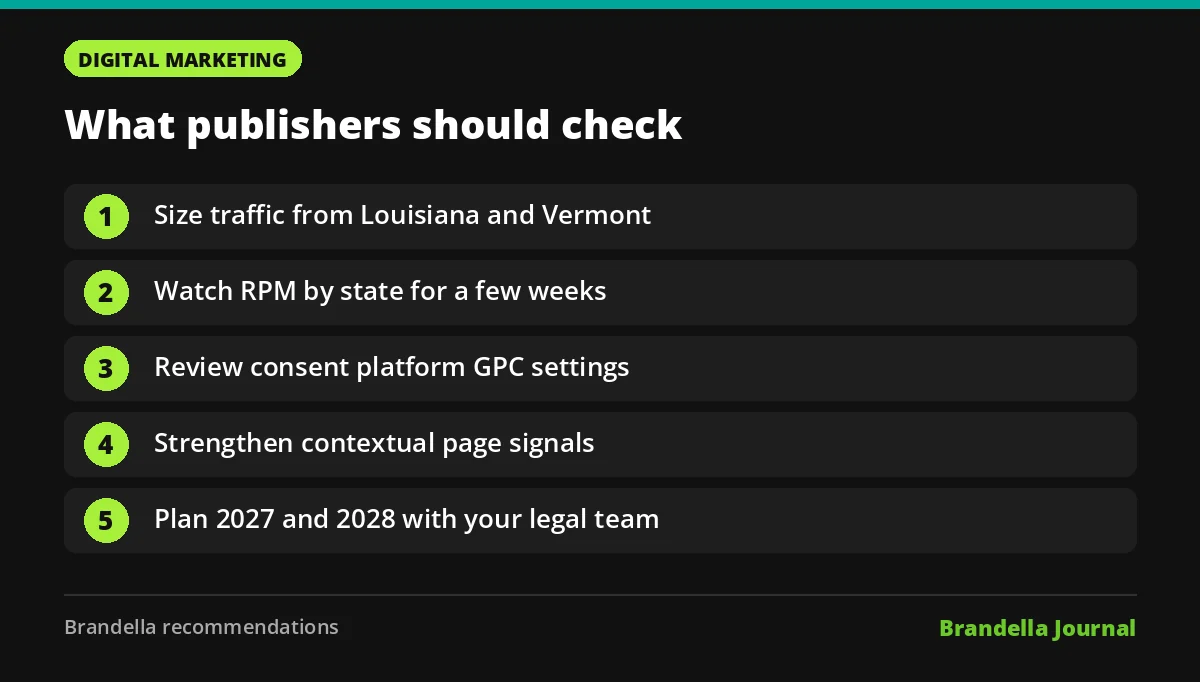 DIGITAL MARKETING
What publishers should check
1 Size traffic from Louisiana and Vermont
2 Watch RPM by state for a few weeks
3 Review consent platform GPC settings
4 Strengthen contextual page signals
5 Plan 2027 and 2028 with your legal team
Brandella recommendations
Brandella Journal